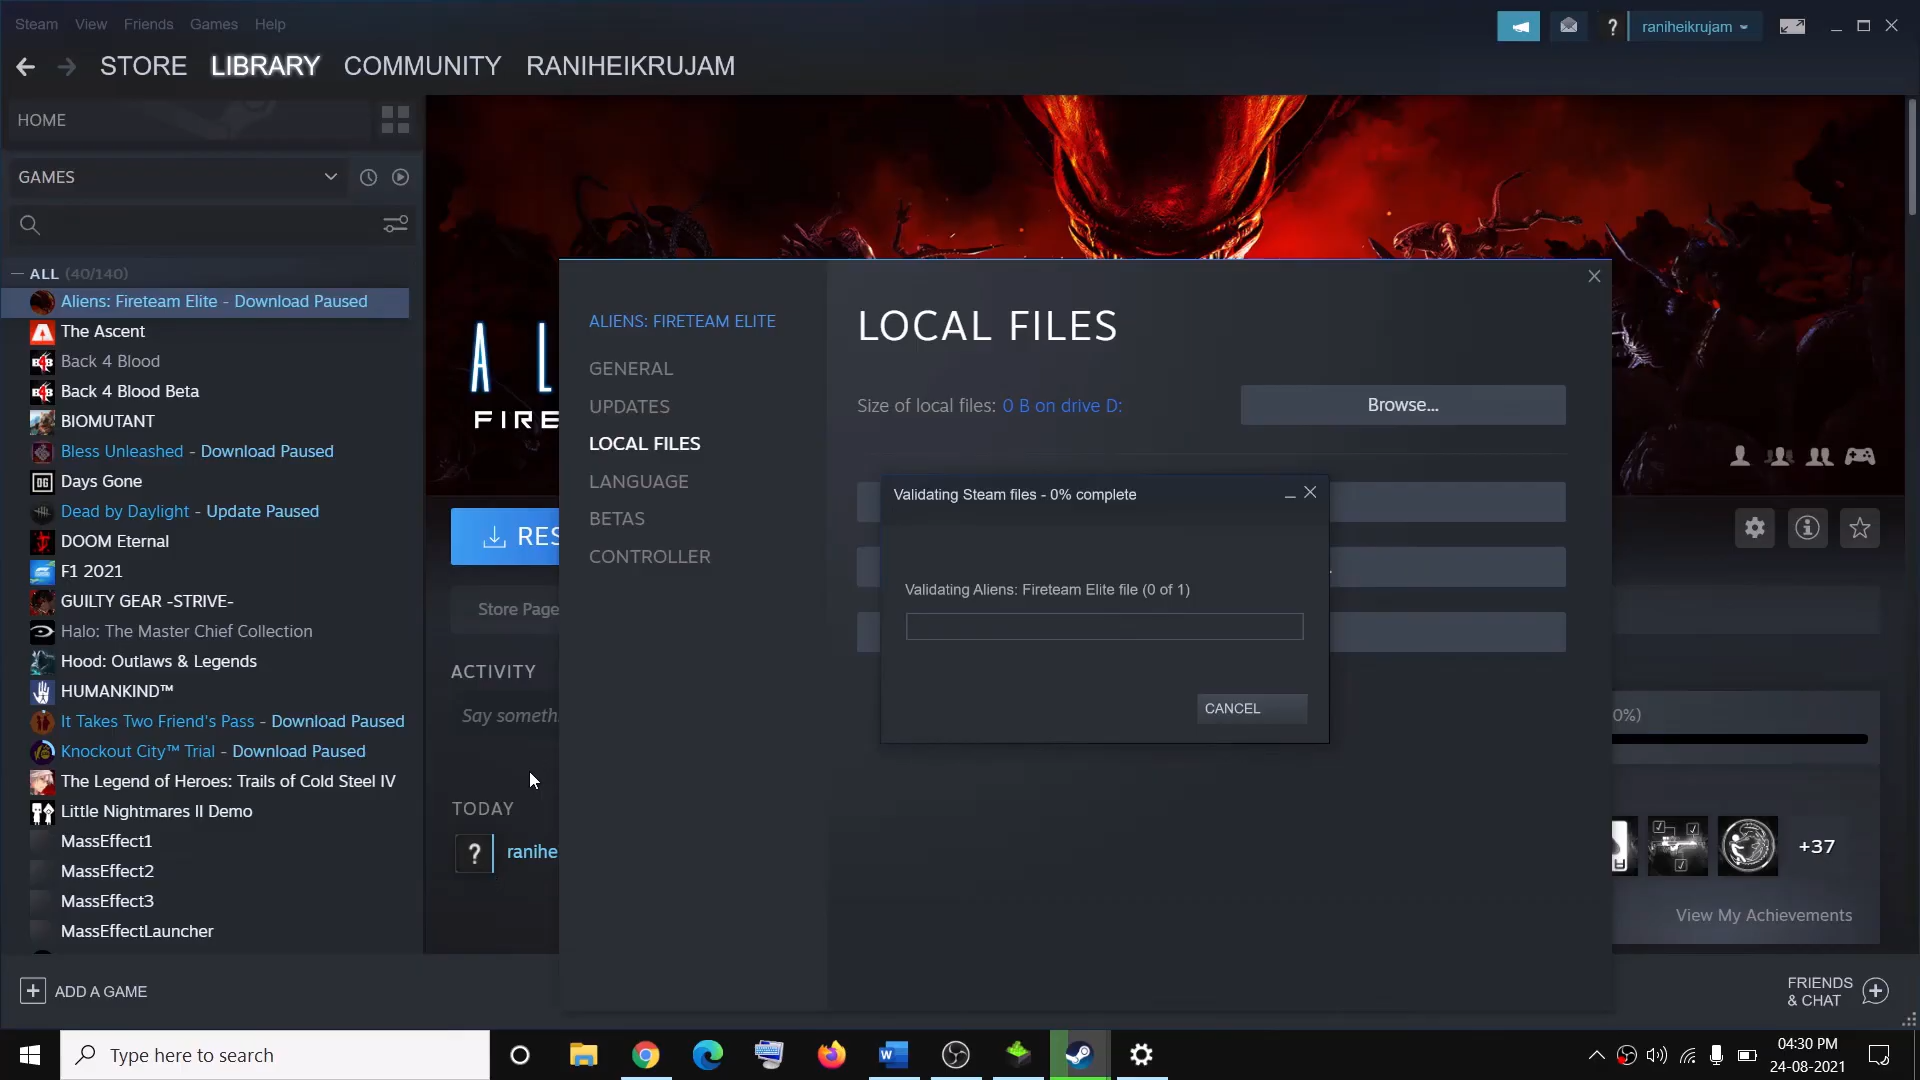 Steam View Friends Games Help
raniheikrujam
STORE LIBRARY COMMUNITY RANIHEIKRUJAM
HOME
GAMES
ALL (40/140)
Aliens: Fireteam Elite - Download Paused
The Ascent
Back 4 Blood
Back 4 Blood Beta
BIOMUTANT
Bless Unleashed - Download Paused
Days Gone
Dead by Daylight - Update Paused
DOOM Eternal
F1 2021
GUILTY GEAR -STRIVE-
Halo: The Master Chief Collection
Hood: Outlaws & Legends
HUMANKIND™
It Takes Two Friend's Pass - Download Paused
Knockout City™ Trial - Download Paused
The Legend of Heroes: Trails of Cold Steel IV
Little Nightmares II Demo
MassEffect1
MassEffect2
MassEffect3
MassEffectLauncher
ADD A GAME
AL
FIRE
RES
Store Page
ACTIVITY
Say someth
TODAY
ranihe
ALIENS: FIRETEAM ELITE
GENERAL
UPDATES
LOCAL FILES
LANGUAGE
BETAS
CONTROLLER
LOCAL FILES
Size of local files: 0 B on drive D:
Browse...
Validating Steam files - 0% complete
Validating Aliens: Fireteam Elite file (0 of 1)
CANCEL
0%)
+37
View My Achievements
FRIENDS
& CHAT
Type here to search
04:30 PM
24-08-2021